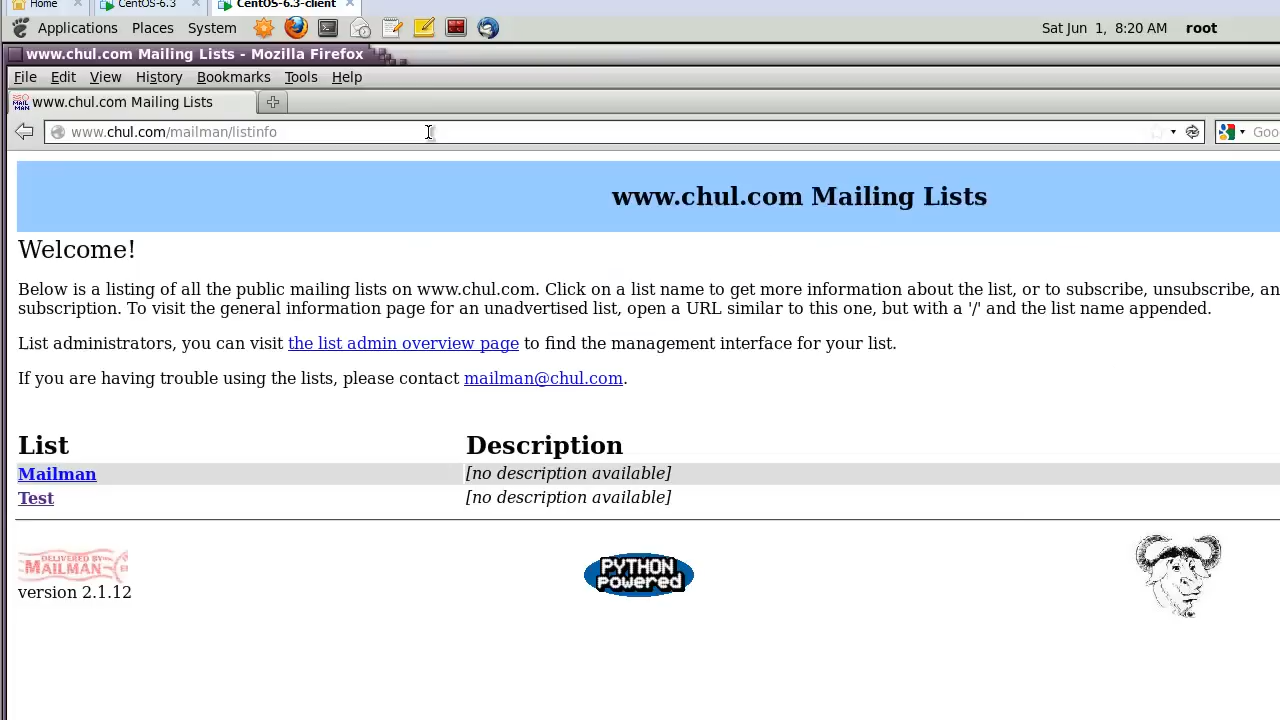 Home CentOS-6.3 CentOS-6.3-client
Applications Places System Sat Jun 1, 8:20 AM root
www.chul.com Mailing Lists - Mozilla Firefox
File Edit View History Bookmarks Tools Help
MAIL MAN www.chul.com Mailing Lists
www.chul.com/mailman/listinfo Goo
www.chul.com Mailing Lists
Welcome!
Below is a listing of all the public mailing lists on www.chul.com. Click on a list name to get more information about the list, or to subscribe, unsubscribe, an
subscription. To visit the general information page for an unadvertised list, open a URL similar to this one, but with a '/' and the list name appended.
List administrators, you can visit the list admin overview page to find the management interface for your list.
If you are having trouble using the lists, please contact mailman@chul.com.
List Description
Mailman [no description available]
Test [no description available]
DELIVERED BY
MAILMAN
version 2.1.12
PYTHON
powered